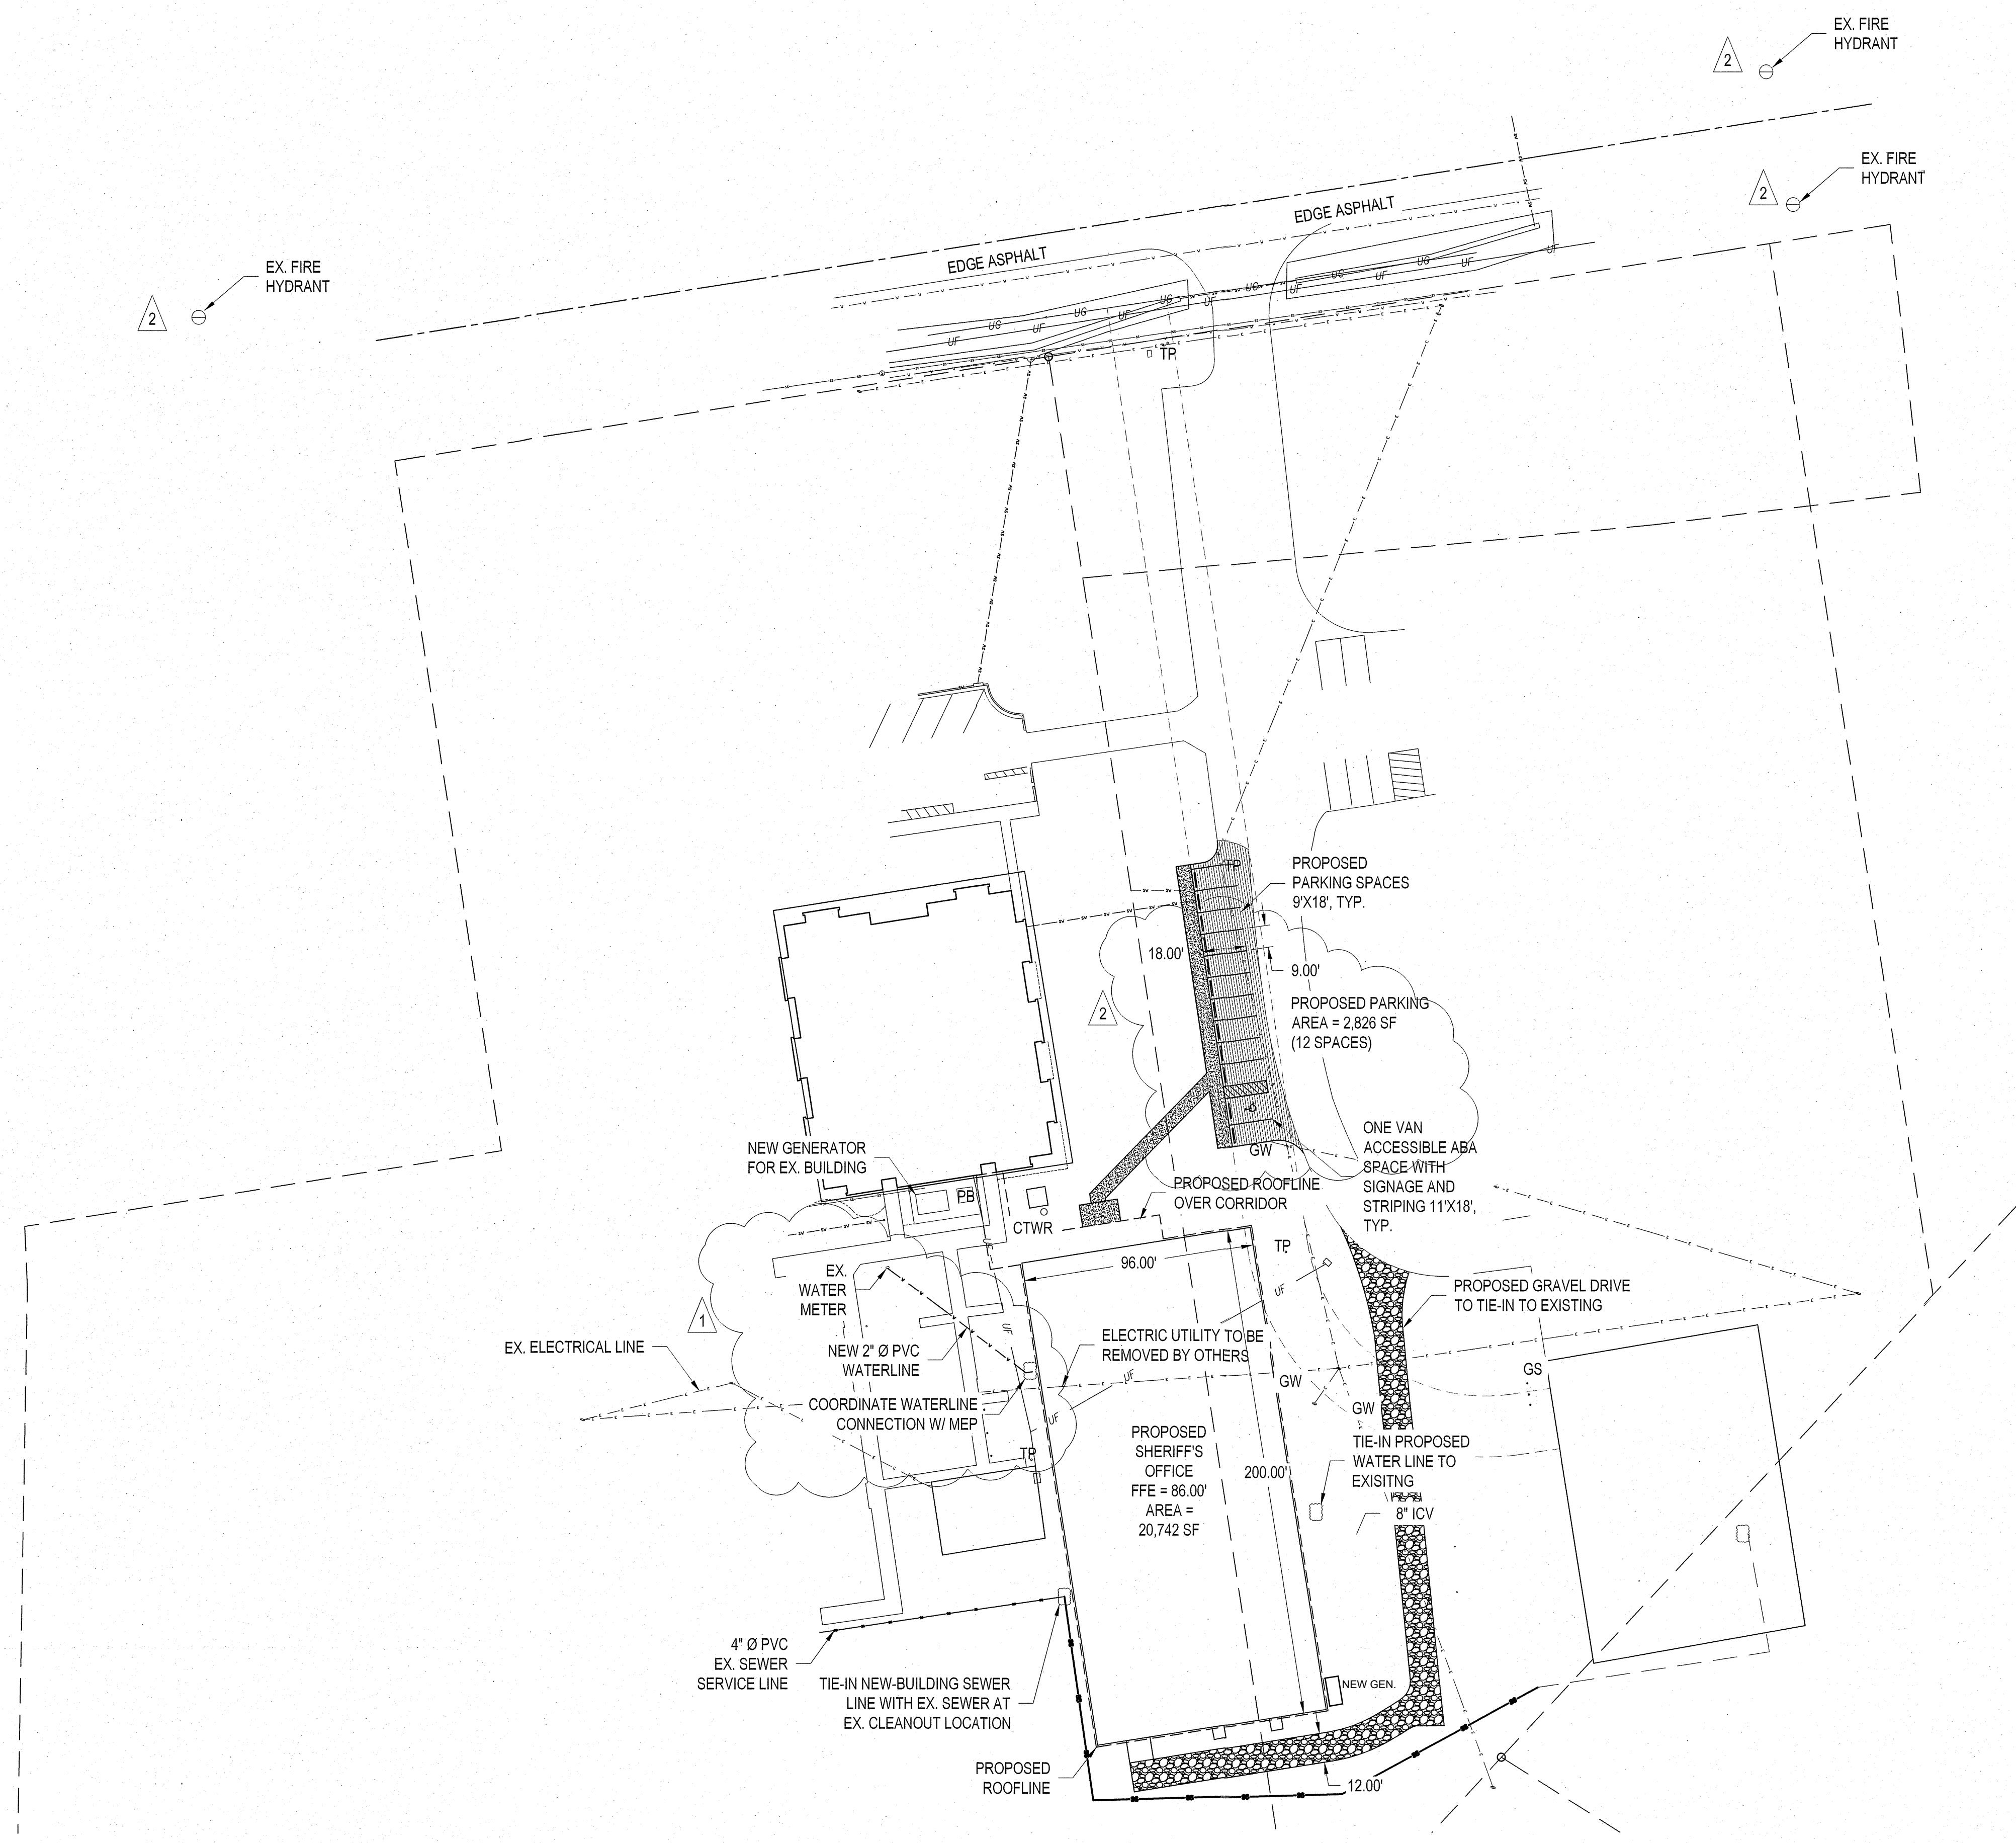 EX. FIRE
HYDRANT
2
EX. FIRE
HYDRANT
2
EDGE ASPHALT
EDGE ASPHALT
EX. FIRE
HYDRANT
2
UF
UG
UG
UF
UF
UG
UF
UG
UG
UF
UG
UF
UF
TP
PROPOSED
PARKING SPACES
9'X18', TYP.
TP
18.00'
9.00'
PROPOSED PARKING
AREA = 2,826 SF
(12 SPACES)
2
ONE VAN
ACCESSIBLE ABA
SPACE WITH
SIGNAGE AND
STRIPING 11'X18',
TYP.
GW
NEW GENERATOR
FOR EX. BUILDING
PB
PROPOSED ROOFLINE
OVER CORRIDOR
CTWR
TP
UF
96.00'
EX.
WATER
METER
UF
PROPOSED GRAVEL DRIVE
TO TIE-IN TO EXISTING
1
EX. ELECTRICAL LINE
NEW 2" Ø PVC
WATERLINE
UF
ELECTRIC UTILITY TO BE
REMOVED BY OTHERS
UF
GW
GS
COORDINATE WATERLINE
CONNECTION W/ MEP
UF
GW
TP
PROPOSED
SHERIFF'S
OFFICE
FFE = 86.00'
AREA =
20,742 SF
200.00'
TIE-IN PROPOSED
WATER LINE TO
EXISITNG
8" ICV
4" Ø PVC
EX. SEWER
SERVICE LINE
TIE-IN NEW-BUILDING SEWER
LINE WITH EX. SEWER AT
EX. CLEANOUT LOCATION
NEW GEN.
PROPOSED
ROOFLINE
12.00'